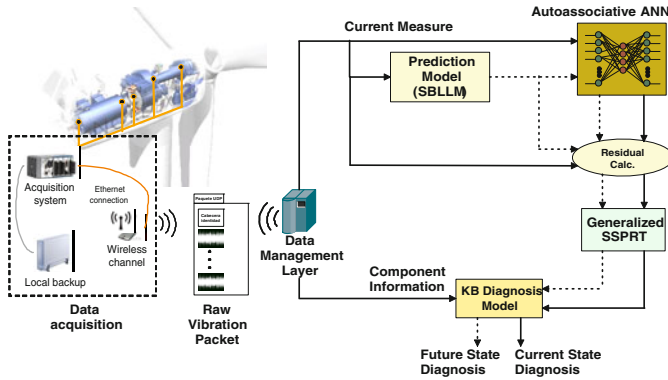 Current Measure
Autoassociative ANN
Prediction Model
(SBLLM)
Residual
Calc.
Acquisition
system
Ethernet
connection
Wireless
channel
Local backup
Data
acquisition
Paquete UDP
Cabecera
Identidad
Raw
Vibration
Packet
Data
Management
Layer
Generalized
SSPRT
Component
Information
KB Diagnosis
Model
Future State
Diagnosis
Current State
Diagnosis